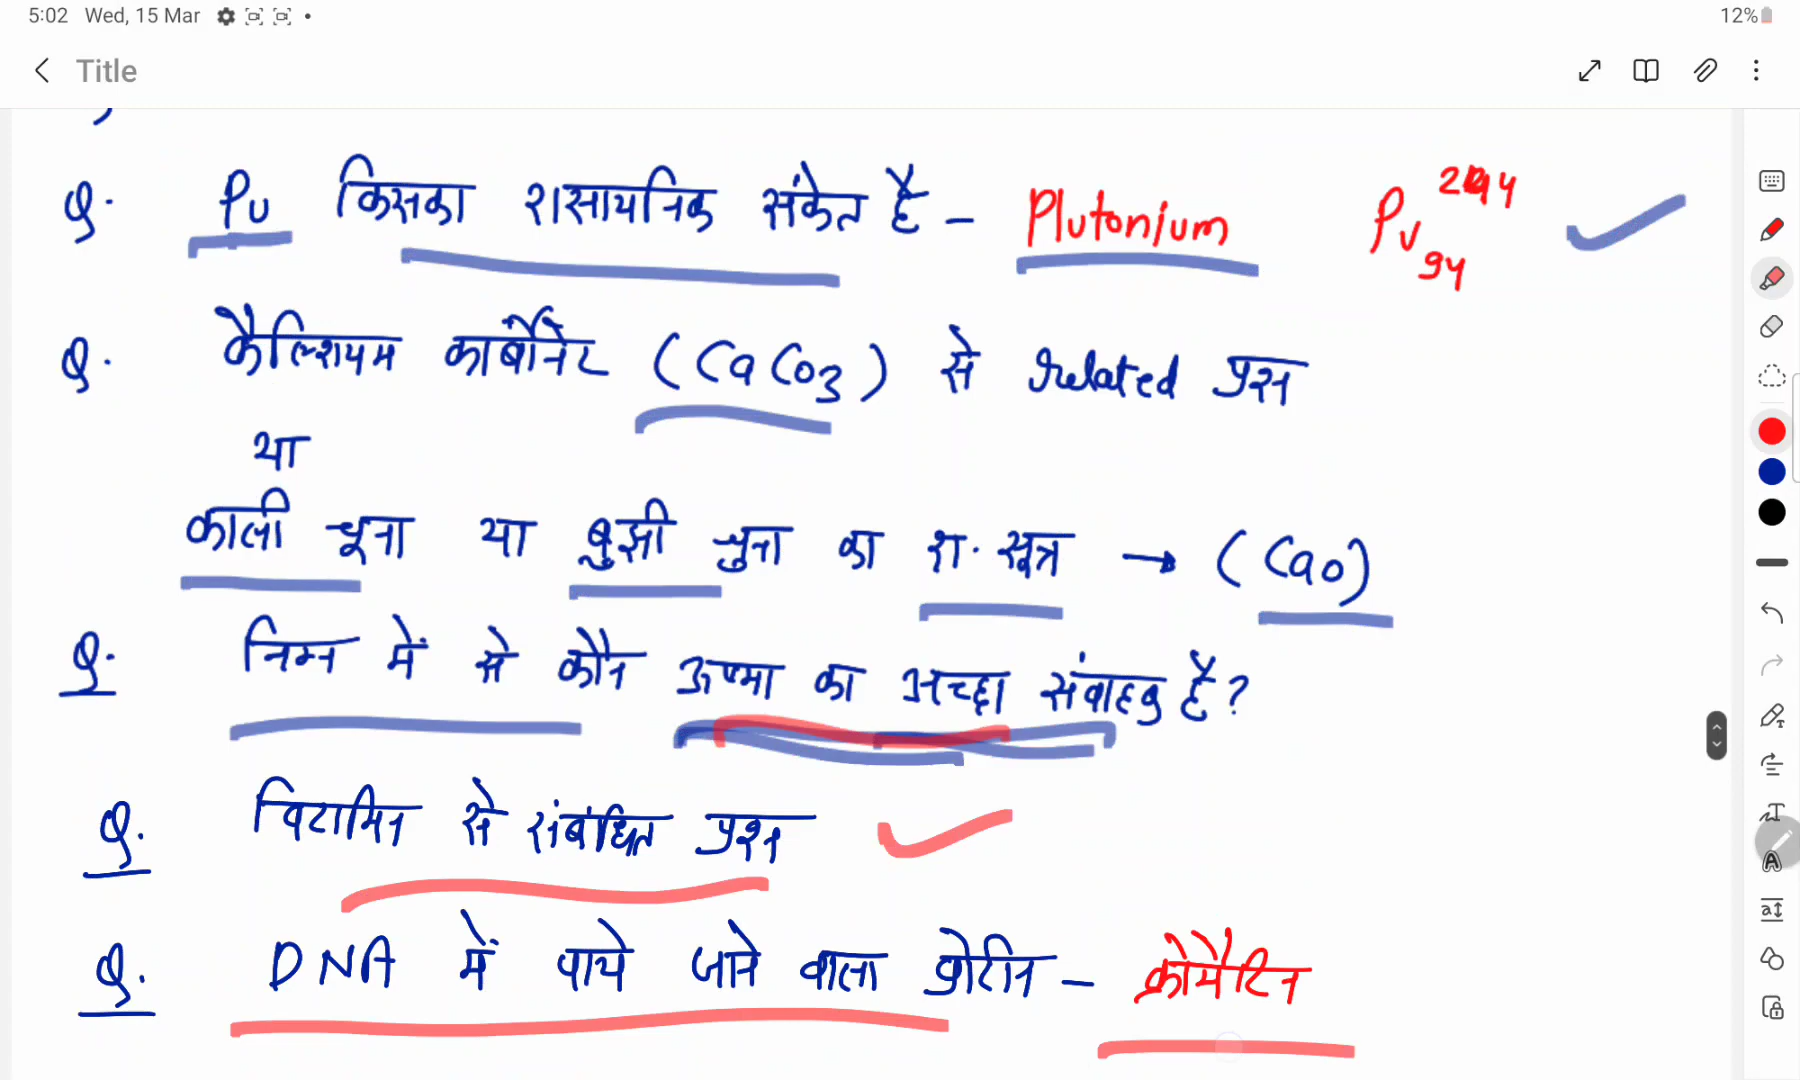 5:02 Wed, 15 Mar
12%
Title
Q. Pu किसका रासायनिक संकेत है - Plutonium Pu 244 94
Q. कैल्शियम कार्बोनेट (CaCo3) से related प्रश्न
या
काली चूना या बुझी चुना का रा. सूत्र → (Cao)
Q. निम्न में से कौन ऊष्मा का अच्छा संवाहक है?
Q. विटामिन से संबंधित प्रश्न
Q. DNA में पाये जाने वाला प्रोटीन - क्रोमैटिन